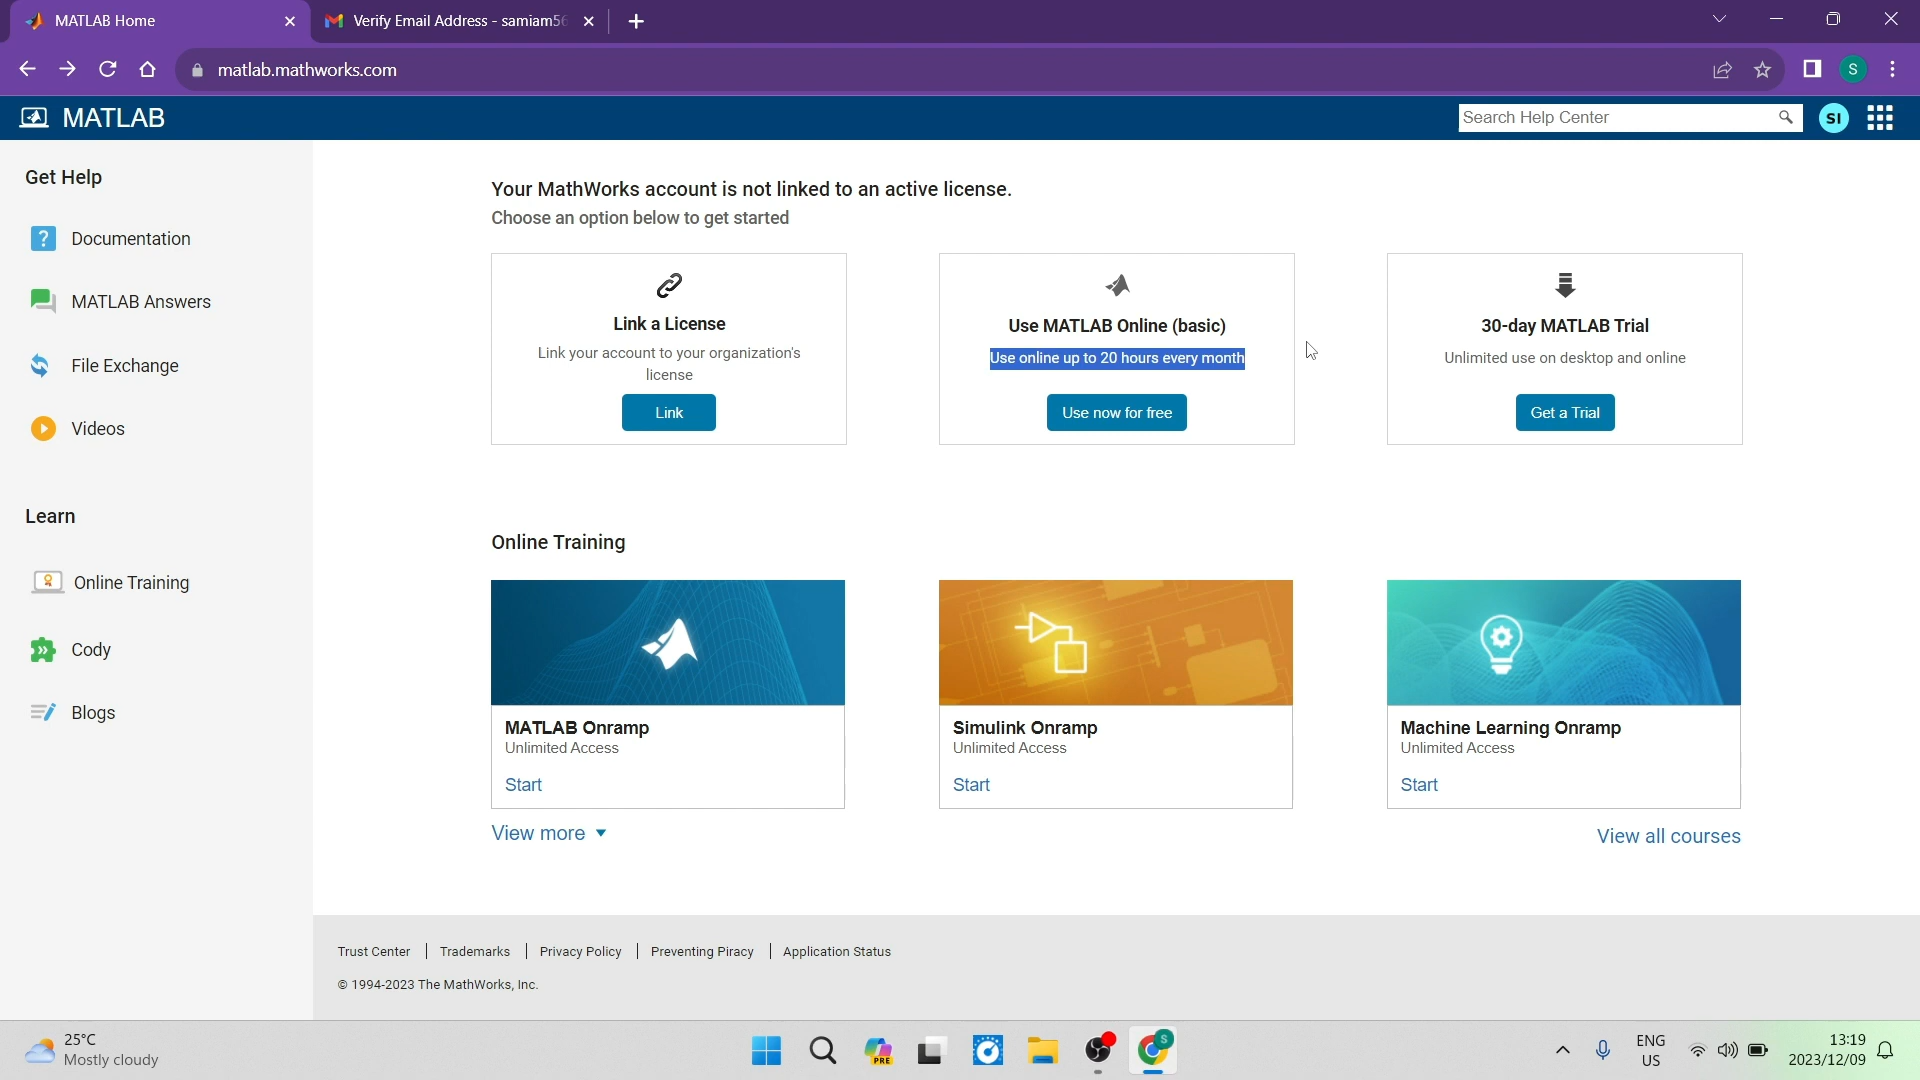 MATLAB Home
Verify Email Address - samiam56
matlab.mathworks.com
S
MATLAB
Search Help Center
SI
Get Help
Documentation
MATLAB Answers
File Exchange
Videos
Learn
Online Training
Cody
Blogs
Your MathWorks account is not linked to an active license.
Choose an option below to get started
Link a License
Link your account to your organization's
license
Link
Use MATLAB Online (basic)
Use online up to 20 hours every month
Use now for free
30-day MATLAB Trial
Unlimited use on desktop and online
Get a Trial
Online Training
MATLAB Onramp
Unlimited Access
Start
Simulink Onramp
Unlimited Access
Start
Machine Learning Onramp
Unlimited Access
Start
View more
View all courses
Trust Center
Trademarks
Privacy Policy
Preventing Piracy
Application Status
© 1994-2023 The MathWorks, Inc.
25°C
Mostly cloudy
PRE
S
ENG
US
13:19
2023/12/09